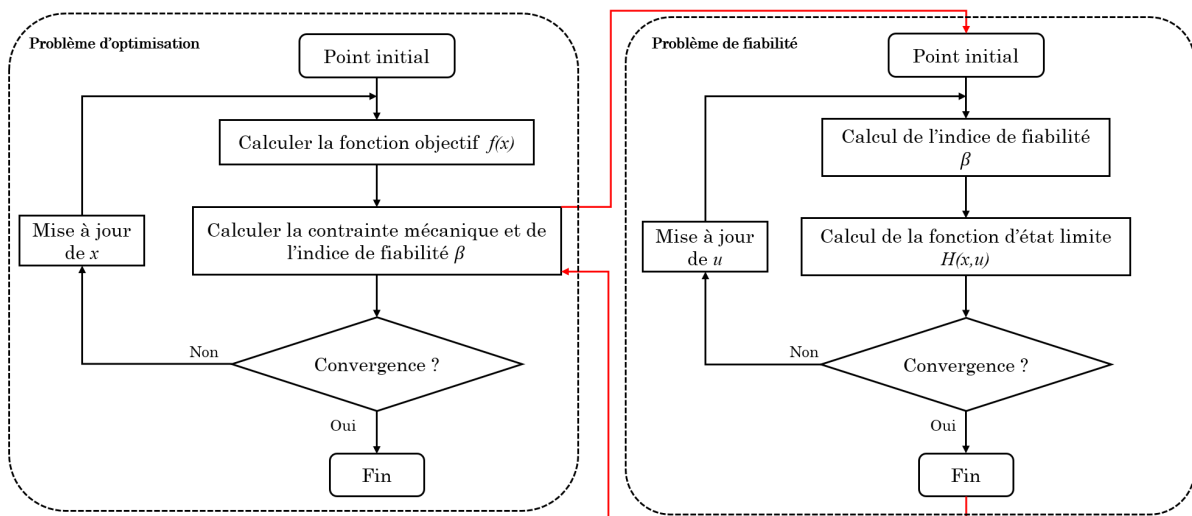 Problème d'optimisation
Point initial
Calculer la fonction objectif f(x)
Calculer la contrainte mécanique et de
l'indice de fiabilité β
Mise à jour
de x
Convergence ?
Non
Oui
Fin
Problème de fiabilité
Point initial
Calcul de l'indice de fiabilité
β
Calcul de la fonction d'état limite
H(x,u)
Mise à jour
de u
Convergence ?
Non
Oui
Fin